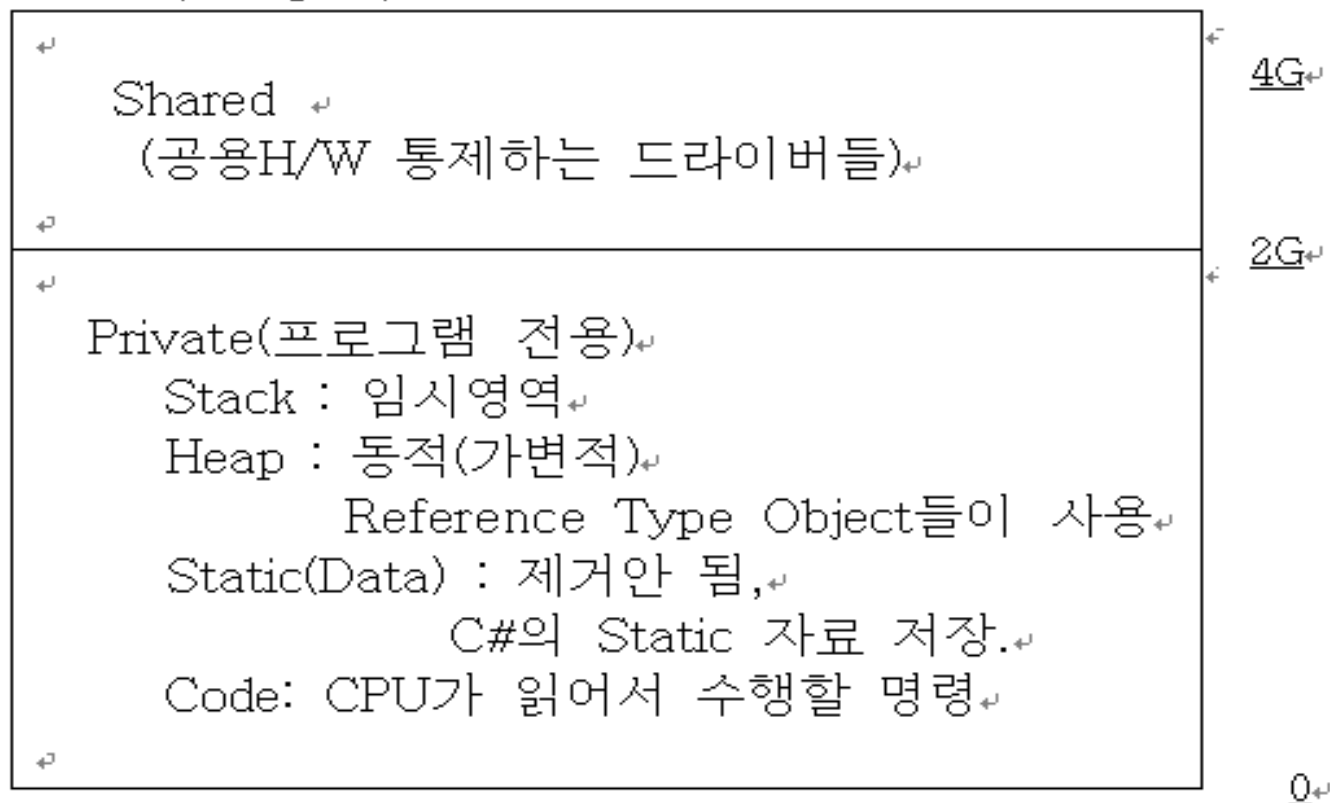 Shared
(공용H/W 통제하는 드라이버들)
4G
2G
Private(프로그램 전용)
Stack : 임시영역
Heap : 동적(가변적)
Reference Type Object들이 사용
Static(Data) : 제거안 됨,
C#의 Static 자료 저장.
Code: CPU가 읽어서 수행할 명령
0